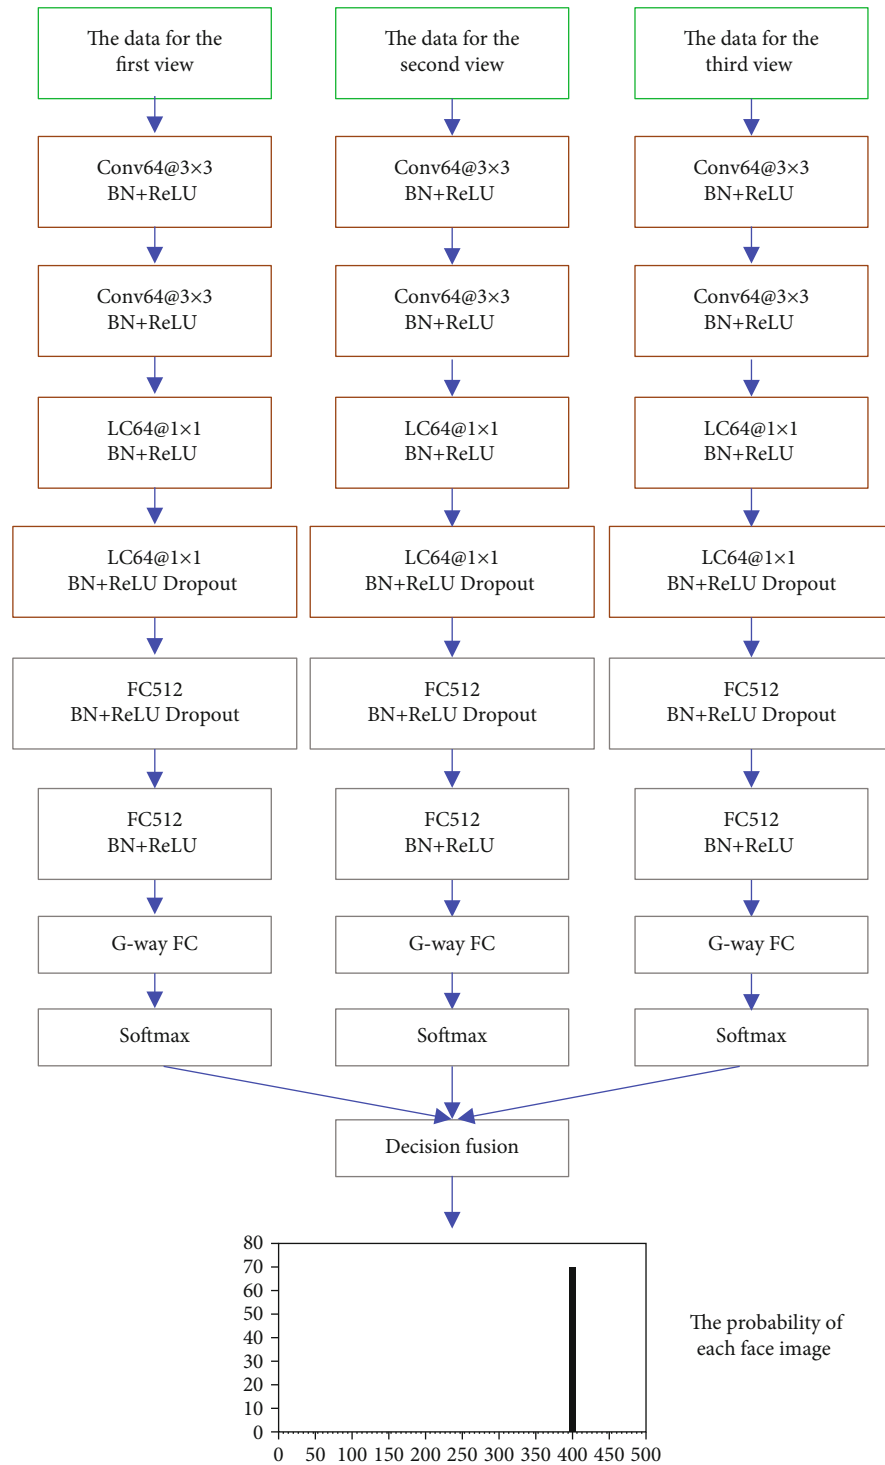 The data for the
first view
The data for the
second view
The data for the
third view
Conv64@3×3
BN+ReLU
Conv64@3×3
BN+ReLU
Conv64@3×3
BN+ReLU
Conv64@3×3
BN+ReLU
Conv64@3×3
BN+ReLU
Conv64@3×3
BN+ReLU
LC64@1×1
BN+ReLU
LC64@1×1
BN+ReLU
LC64@1×1
BN+ReLU
LC64@1×1
BN+ReLU Dropout
LC64@1×1
BN+ReLU Dropout
LC64@1×1
BN+ReLU Dropout
FC512
BN+ReLU Dropout
FC512
BN+ReLU Dropout
FC512
BN+ReLU Dropout
FC512
BN+ReLU
FC512
BN+ReLU
FC512
BN+ReLU
G-way FC
G-way FC
G-way FC
Softmax
Softmax
Softmax
Decision fusion
80
70
60
50
40
30
20
10
0
0 50 100 150 200 250 300 350 400 450 500
The probability of
each face image